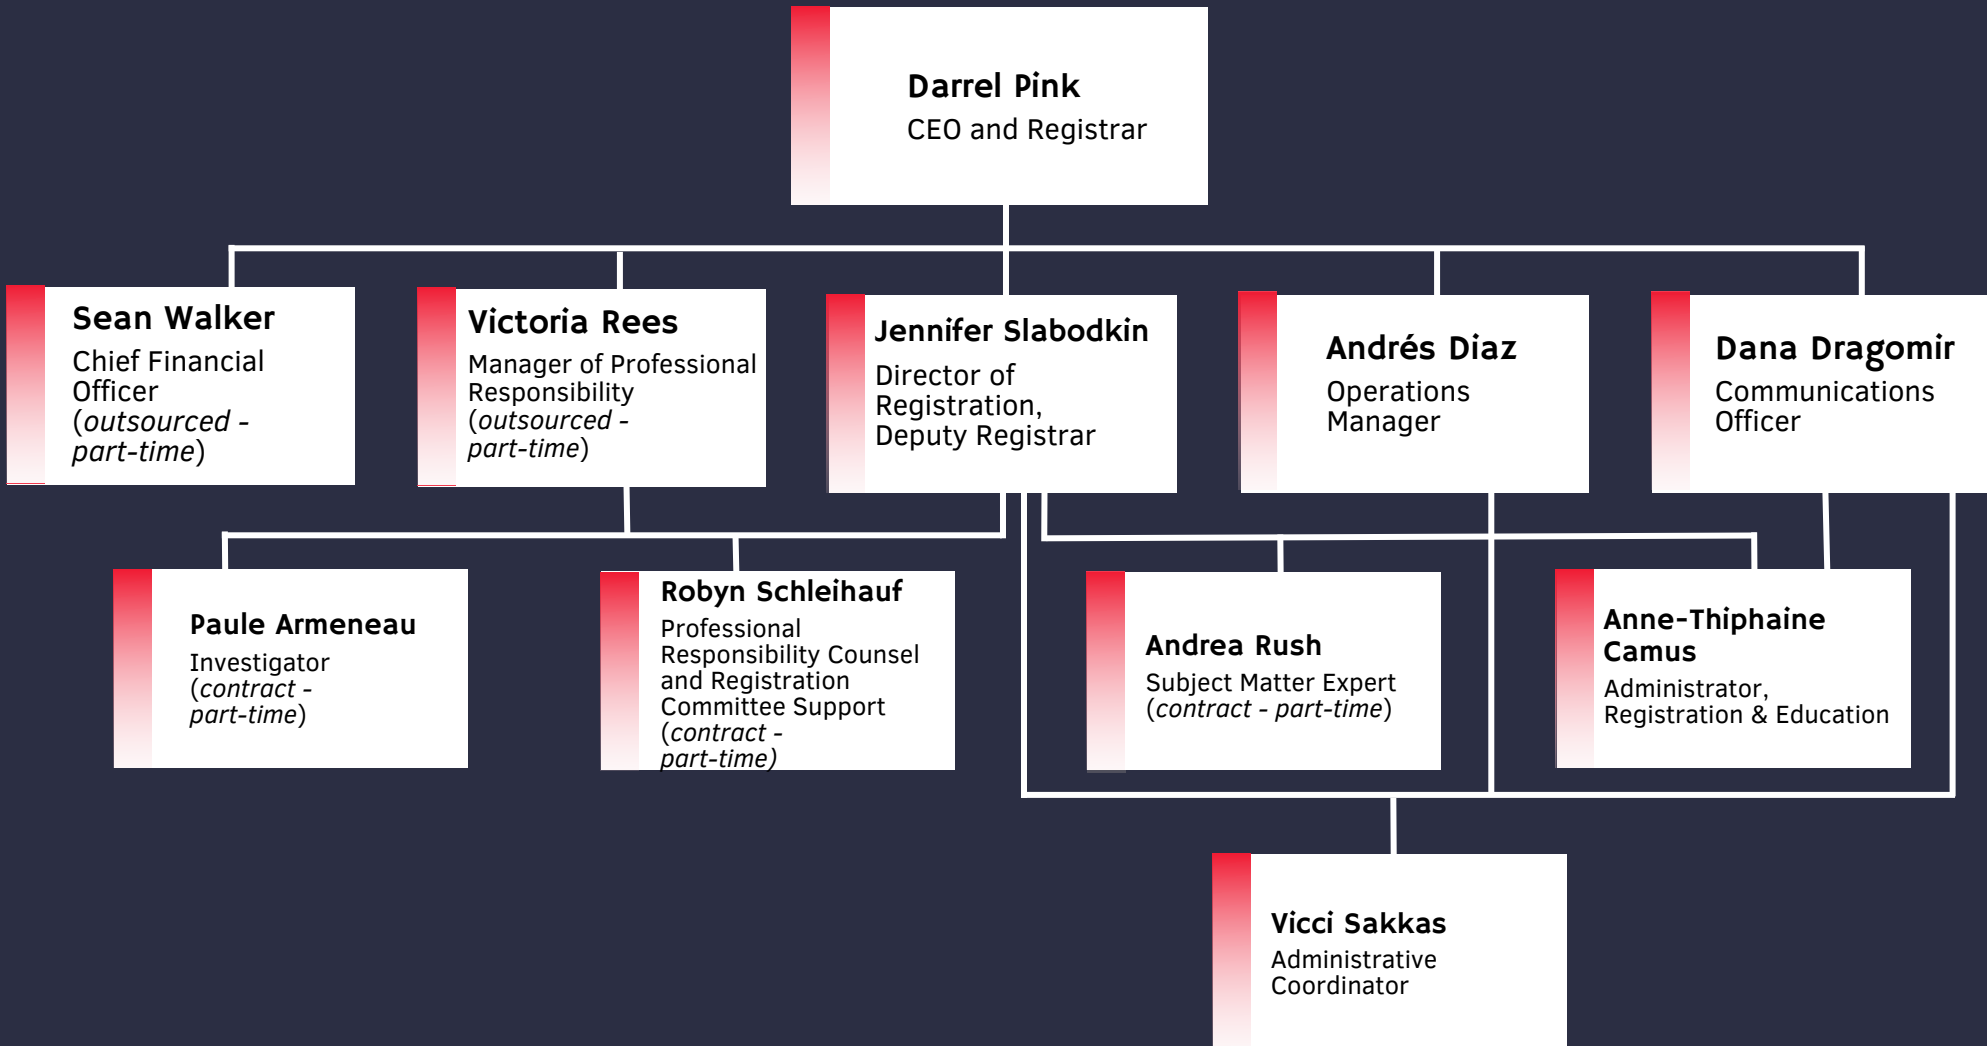 Darrel Pink
CEO and Registrar
Sean Walker
Chief Financial
Officer
(outsourced -
part-time)
Victoria Rees
Manager of Professional
Responsibility
(outsourced -
part-time)
Jennifer Slabodkin
Director of
Registration,
Deputy Registrar
Andrés Diaz
Operations
Manager
Dana Dragomir
Communications
Officer
Paule Armeneau
Investigator
(contract -
part-time)
Robyn Schleihauf
Professional
Responsibility Counsel
and Registration
Committee Support
(contract -
part-time)
Andrea Rush
Subject Matter Expert
(contract - part-time)
Anne-Thiphaine
Camus
Administrator,
Registration & Education
Vicci Sakkas
Administrative
Coordinator